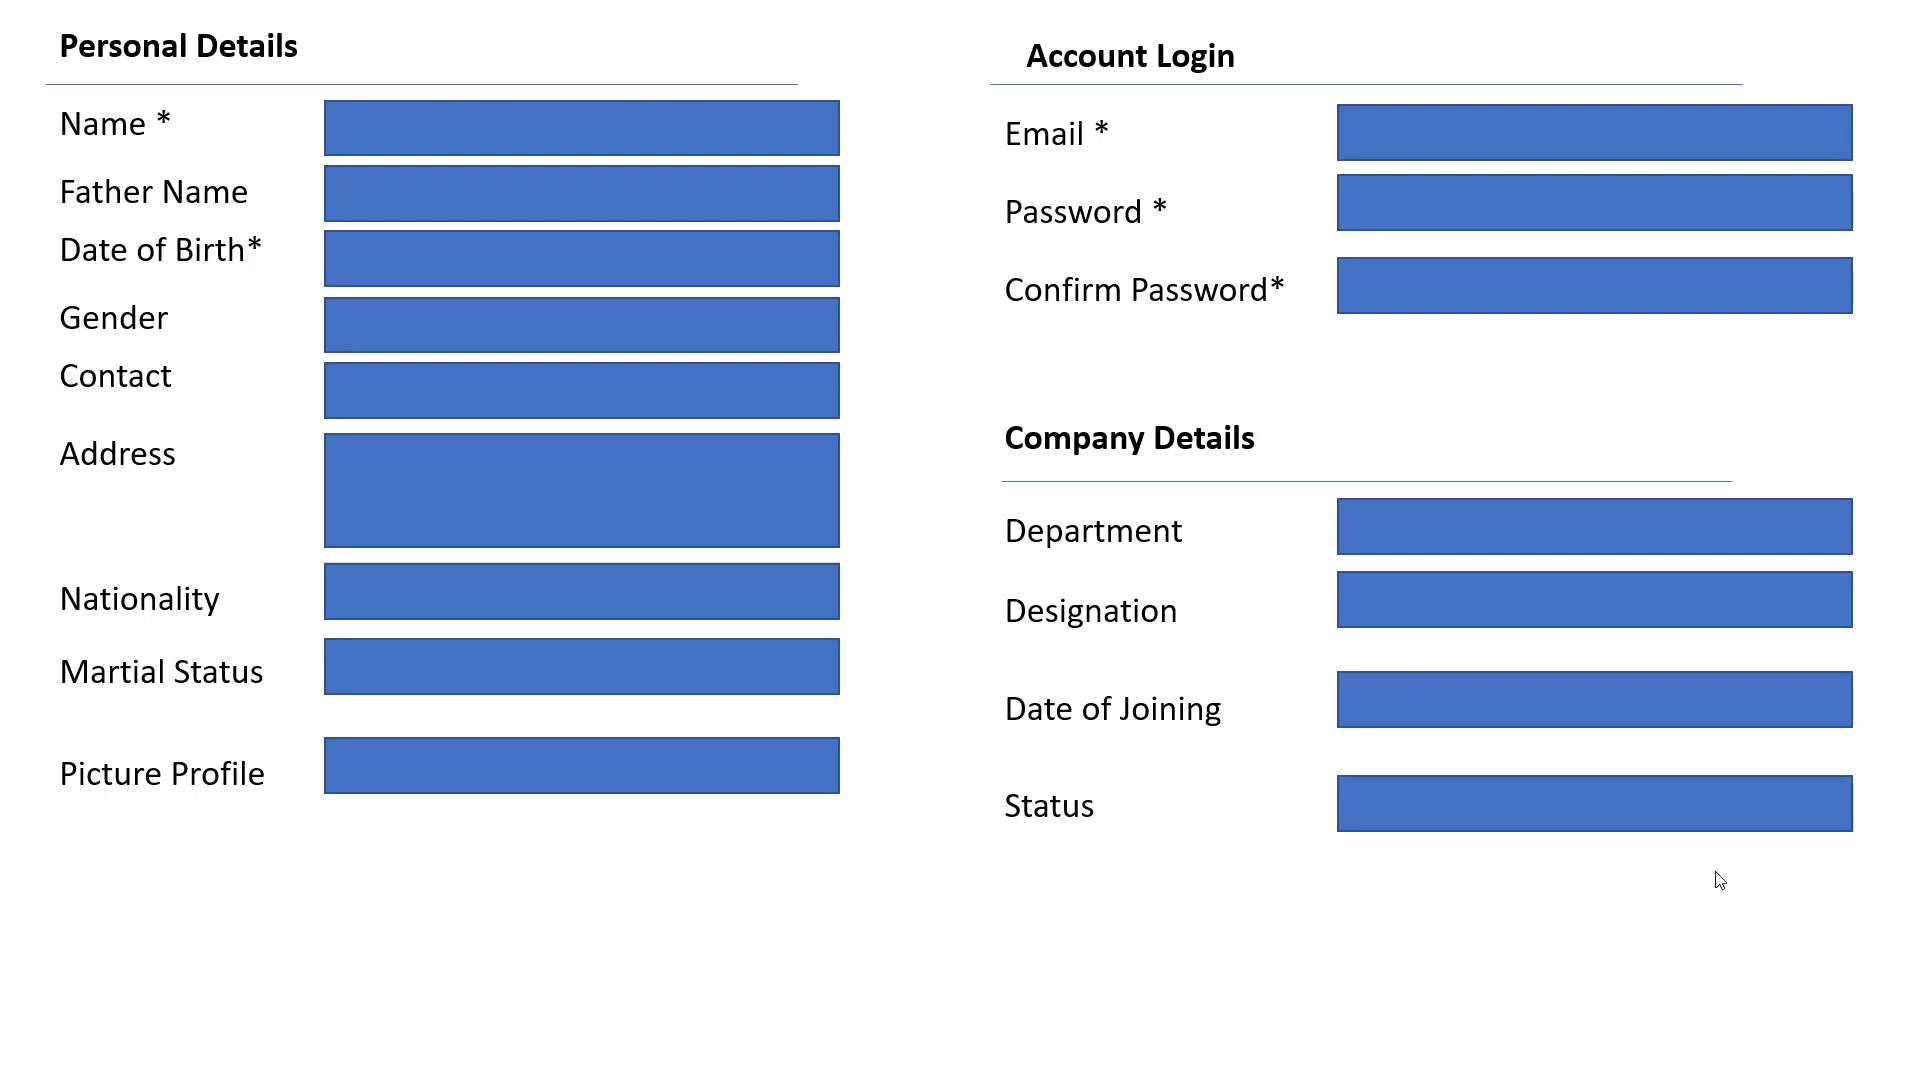 Personal Details
Name *
Father Name
Date of Birth*
Gender
Contact
Address
Nationality
Martial Status
Picture Profile
Account Login
Email *
Password *
Confirm Password*
Company Details
Department
Designation
Date of Joining
Status